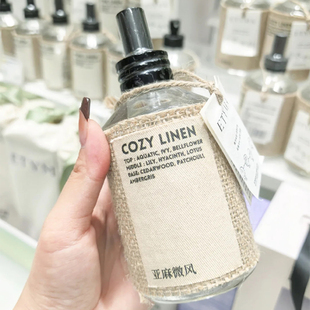 COZY LINEN
TOP : AQUATIC, IVY, BELLFLOWER
MIDDLE : LILY, HYACINTH, LOTUS
BASE: CEDARWOOD, PATCHOULI
AMBERGRIS
亚麻微风